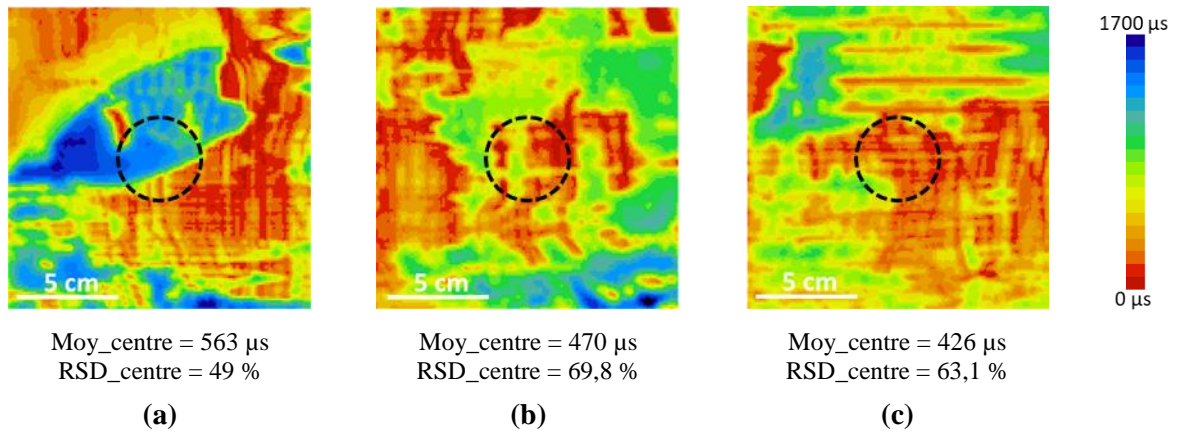 1700 µs
5 cm
5 cm
5 cm
0 µs
Moy_centre = 563 µs
RSD_centre = 49 %
(a)
Moy_centre = 470 µs
RSD_centre = 69,8 %
(b)
Moy_centre = 426 µs
RSD_centre = 63,1 %
(c)